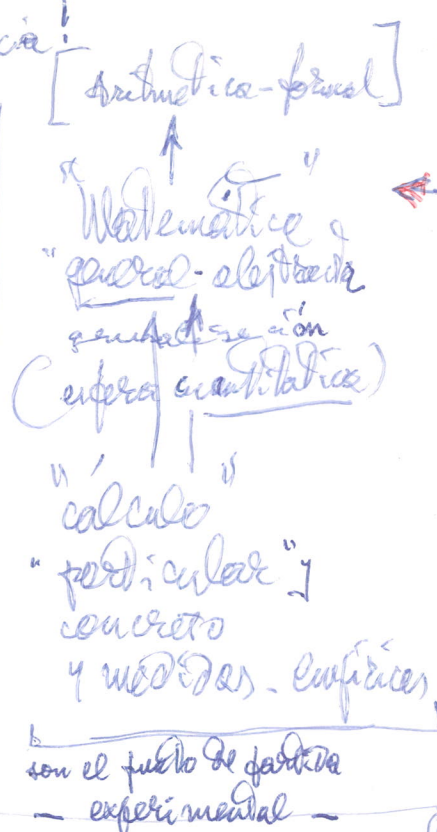 cia!
[aritmética-formal]
"Matemática"
"general-abstracta
generalización
(esfera cuantitativa)
"cálculo"
"particular" y
concreto
y medidas - empíricas
son el punto de partida
- experimental -